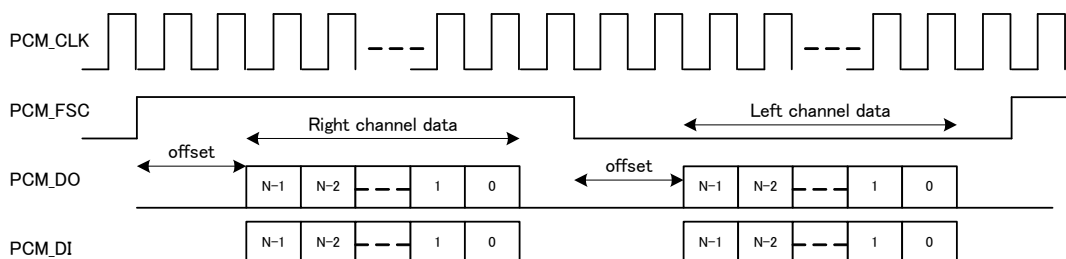 PCM_CLK
PCM_FSC
Right channel data
Left channel data
offset
offset
PCM_DO
N-1 N-2 1 0
N-1 N-2 1 0
PCM_DI
N-1 N-2 1 0
N-1 N-2 1 0